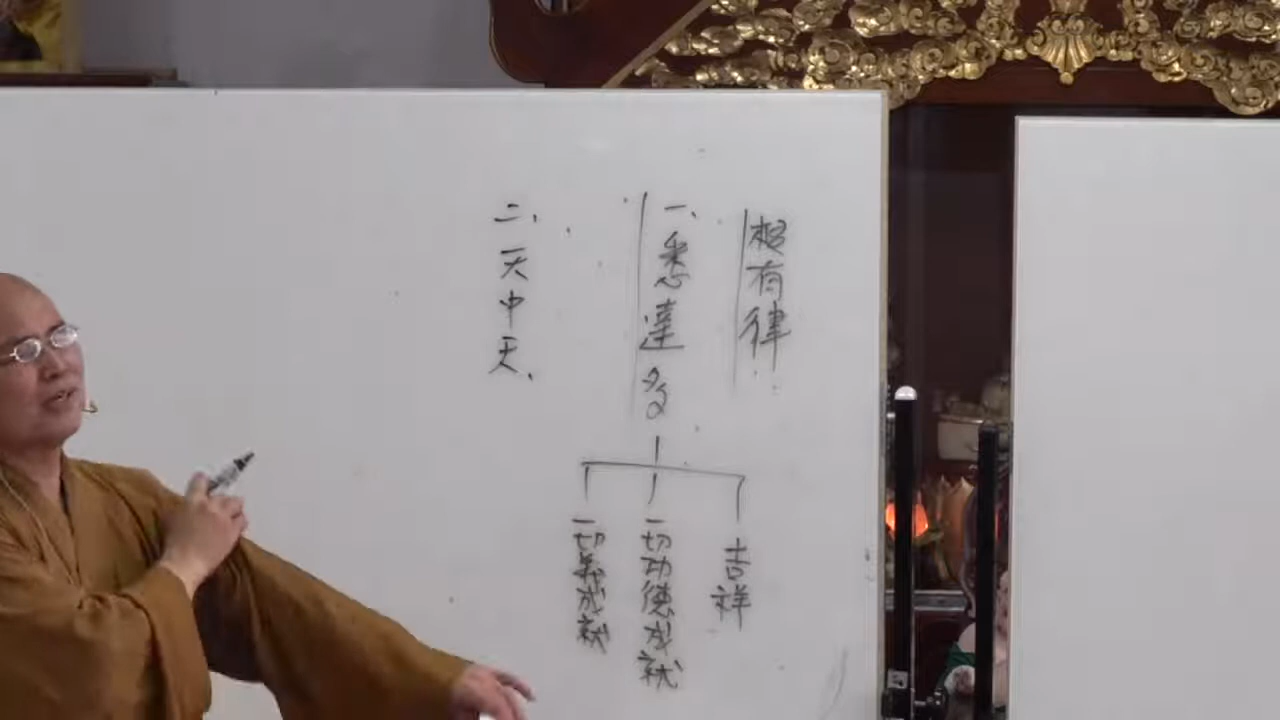 根有律
一、悉達多
吉祥
一切功德成就
一切義成就
二、天中天